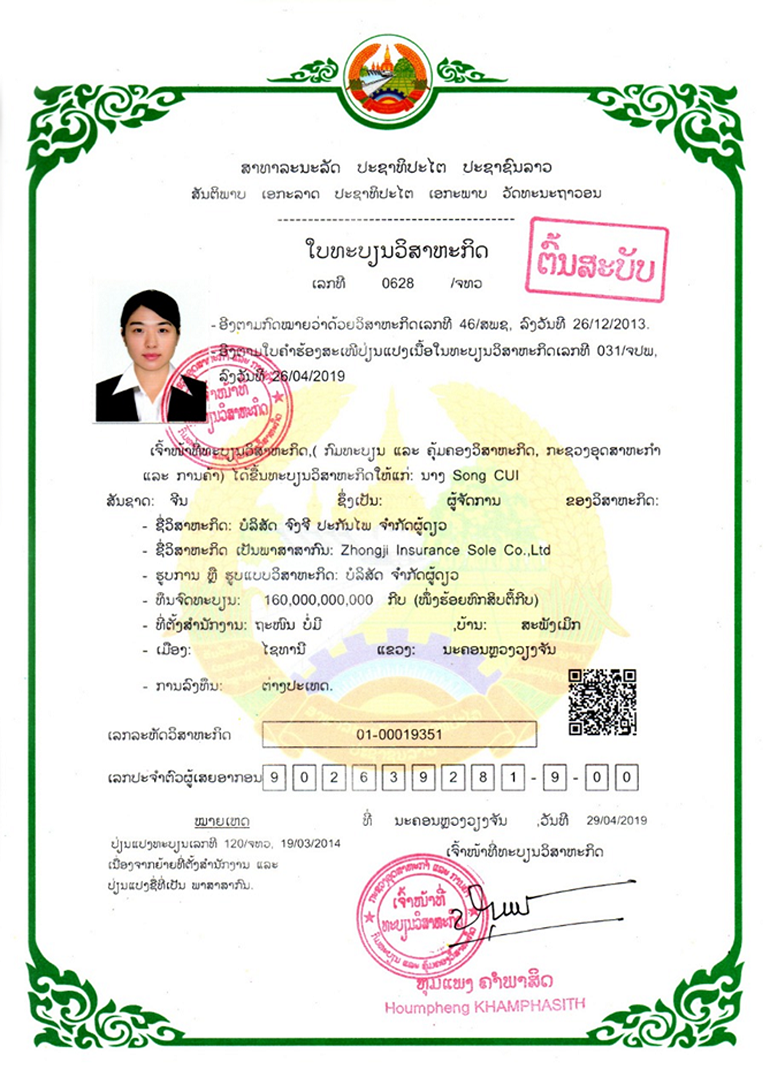 ສາທາລະນະລັດ ປະຊາທິປະໄຕ ປະຊາຊົນລາວ
ສັນຕິພາບ ເອກະລາດ ປະຊາທິປະໄຕ ເອກະພາບ ວັດທະນະຖາວອນ
ໃບທະບຽນວິສາຫະກິດ
ຕົ້ນສະບັບ
ເລກທີ 0628 /ຈທວ
- ອີງຕາມກົດໝາຍວ່າດ້ວຍວິສາຫະກິດເລກທີ 46/ສພຊ, ລົງວັນທີ 26/12/2013.
- ອີງຕາມໃບຄໍາຮ້ອງສະເໜີປ່ຽນແປງເນື້ອໃນທະບຽນວິສາຫະກິດເລກທີ 031/ຈປພ,
ລົງວັນທີ 26/04/2019
ເຈົ້າໜ້າທີ່
ທະບຽນວິສາຫະກິດ
ເຈົ້າໜ້າທີ່ທະບຽນວິສາຫະກິດ,( ກົມທະບຽນ ແລະ ຄຸ້ມຄອງວິສາຫະກິດ, ກະຊວງອຸດສາຫະກໍາ
ແລະ ການຄ້າ) ໄດ້ຂຶ້ນທະບຽນວິສາຫະກິດໃຫ້ແກ່: ນາງ Song CUI
ສັນຊາດ: ຈີນ ຊຶ່ງເປັນ: ຜູ້ຈັດການ ຂອງວິສາຫະກິດ:
- ຊື່ວິສາຫະກິດ: ບໍລິສັດ ຈົງຈີ ປະກັນໄພ ຈໍາກັດຜູ້ດຽວ
- ຊື່ວິສາຫະກິດ ເປັນພາສາສາກົນ: Zhongji Insurance Sole Co.,Ltd
- ຮູບການ ຫຼື ຮູບແບບວິສາຫະກິດ: ບໍລິສັດ ຈໍາກັດຜູ້ດຽວ
- ທຶນຈົດທະບຽນ: 160,000,000,000 ກີບ (ໜຶ່ງຮ້ອຍຫົກສິບຕື້ກີບ)
- ທີ່ຕັ້ງສໍານັກງານ: ຖະໜົນ ບໍ່ມີ ,ບ້ານ: ສະພັງເມິກ
- ເມືອງ: ໄຊທານີ ແຂວງ: ນະຄອນຫຼວງວຽງຈັນ
- ການລົງທຶນ: ຕ່າງປະເທດ.
ເລກລະຫັດວິສາຫະກິດ 01-00019351
ເລກປະຈໍາຕົວຜູ້ເສຍອາກອນ 9 0 2 6 3 9 2 8 1 - 9 - 0 0
ໝາຍເຫດ
ທີ່ ນະຄອນຫຼວງວຽງຈັນ ,ວັນທີ 29/04/2019
ປ່ຽນແປງທະບຽນເລກທີ 120/ຈທວ, 19/03/2014
ເນື່ອງຈາກຍ້າຍທີ່ຕັ້ງສໍານັກງານ ແລະ
ປ່ຽນແປງຊື່ທີ່ເປັນ ພາສາສາກົນ.
ເຈົ້າໜ້າທີ່ທະບຽນວິສາຫະກິດ
ເຈົ້າໜ້າທີ່
ທະບຽນວິສາຫະກິດ
ຫຸມແພງ ຄໍາພາສິດ
Houmpheng KHAMPHASITH